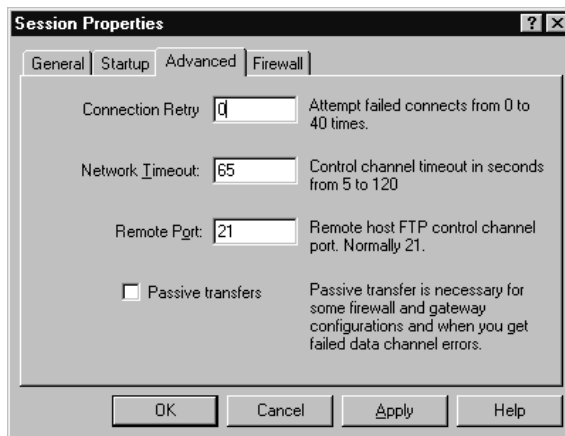 Session Properties
General Startup Advanced Firewall
Connection Retry 0 Attempt failed connects from 0 to
40 times.
Network Timeout: 65 Control channel timeout in seconds
from 5 to 120
Remote Port: 21 Remote host FTP control channel
port. Normally 21.
Passive transfers Passive transfer is necessary for
some firewall and gateway
configurations and when you get
failed data channel errors.
OK Cancel Apply Help